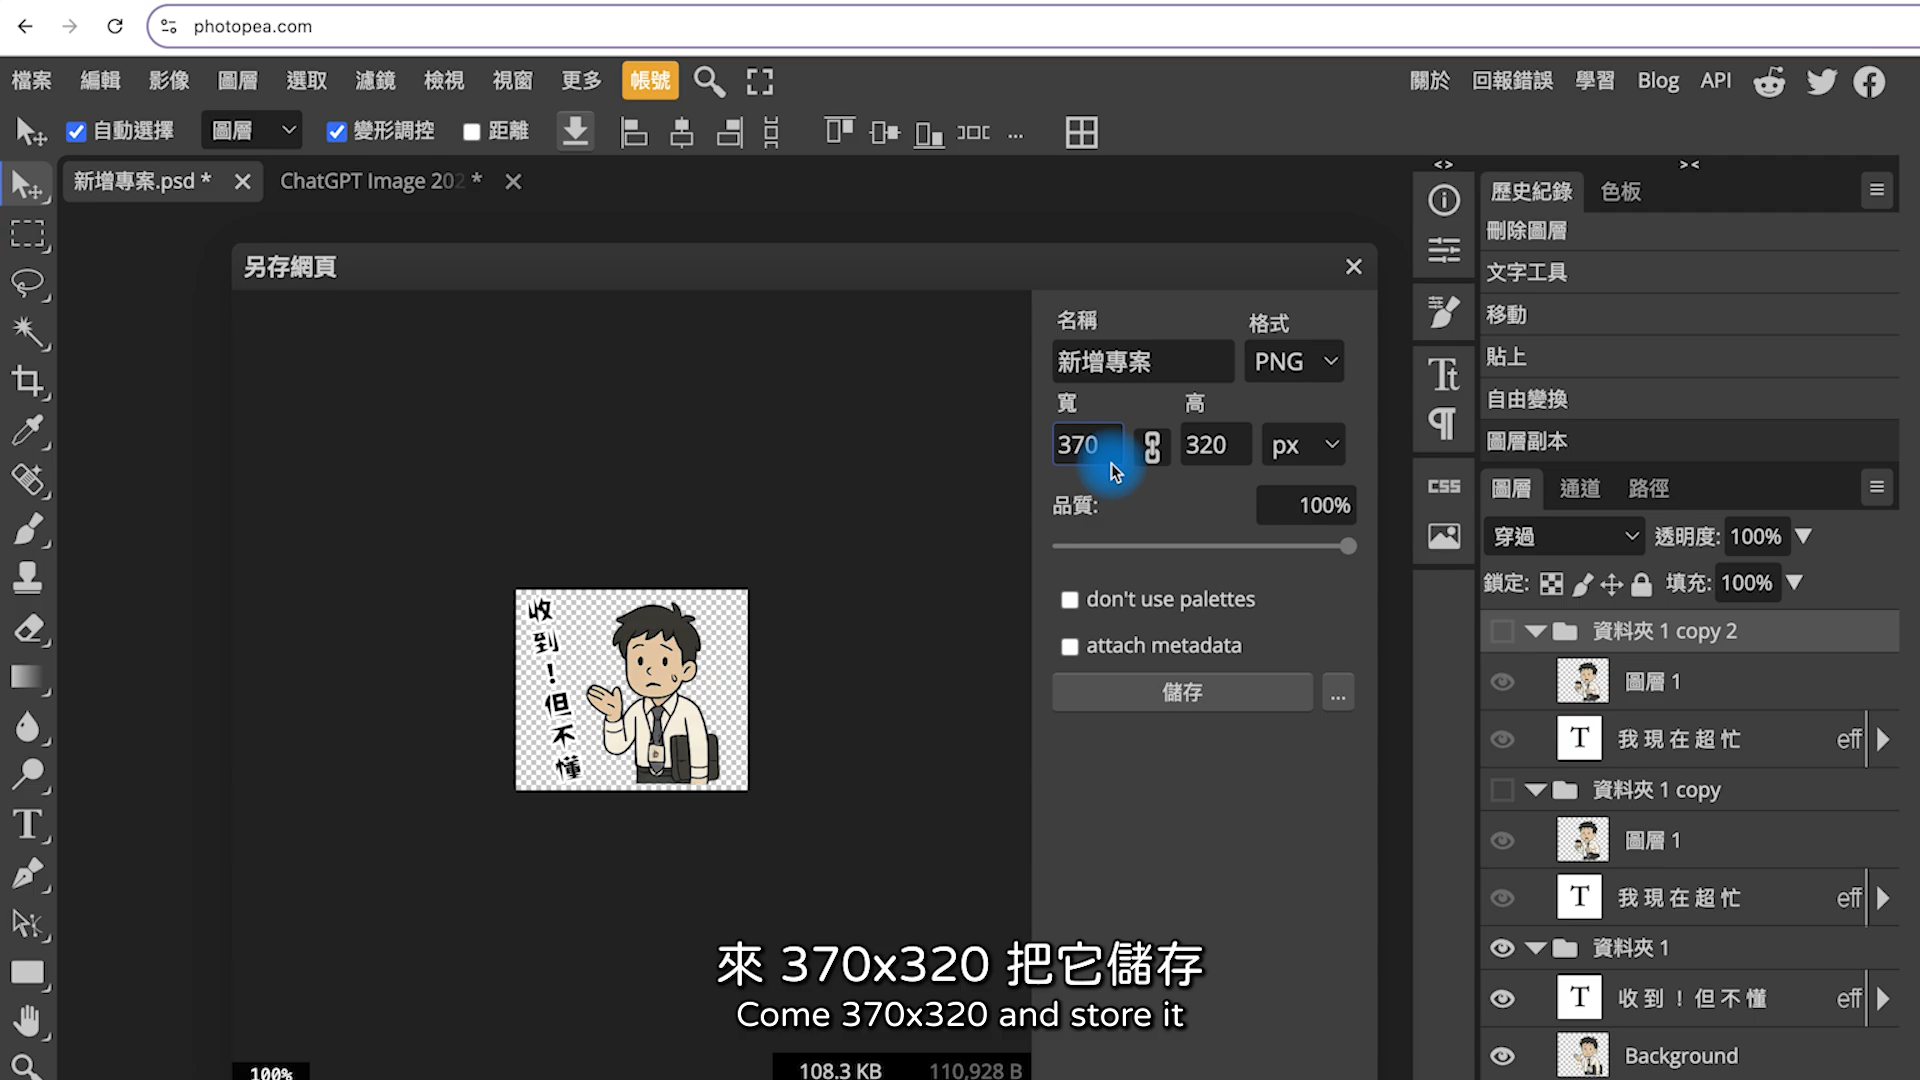 photopea.com
檔案 編輯 影像 圖層 選取 濾鏡 檢視 視窗 更多 帳號 關於 回報錯誤 學習 Blog API
自動選擇 圖層 變形調控 距離 ...
新增專案.psd * ChatGPT Image 202 *
歷史紀錄 色板
刪除圖層
文字工具
移動
貼上
自由變換
圖層副本
另存網頁
名稱 格式
新增專案 PNG
寬 高
370 320 px
品質: 100%
don't use palettes
attach metadata
儲存 ...
收到！但不懂
CSS
圖層 通道 路徑
穿過 透明度: 100%
鎖定: 填充: 100%
資料夾 1 copy 2
圖層 1
T 我 現 在 超 忙 eff
資料夾 1 copy
圖層 1
T 我 現 在 超 忙 eff
資料夾 1
T 收 到 ！ 但 不 懂 eff
Background
來 370x320 把它儲存
Come 370x320 and store it
100% 108.3 KB 110,928 B